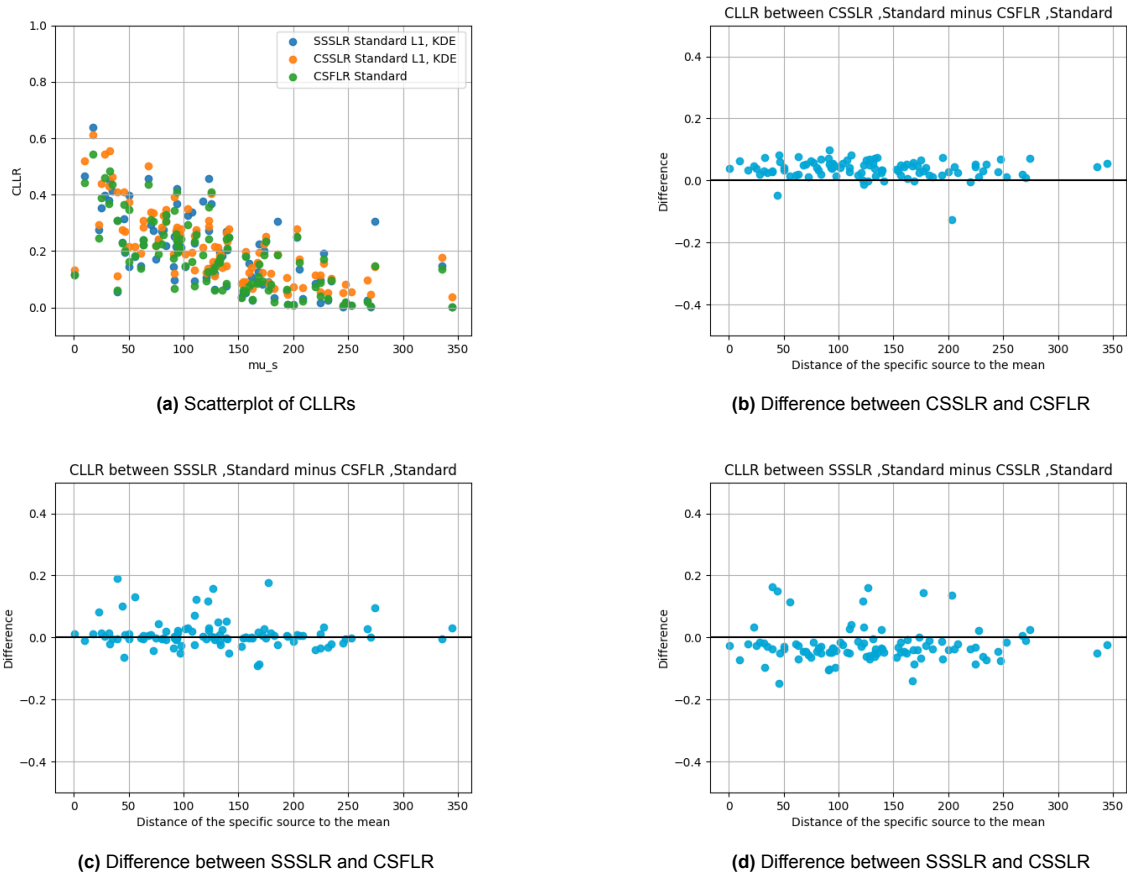 1.0
0.8
0.6
0.4
0.2
0.0
CLLR
SSSLR Standard L1, KDE
CSSLR Standard L1, KDE
CSFLR Standard
0 50 100 150 200 250 300 350
mu_s
(a) Scatterplot of CLLRs
CLLR between CSSLR ,Standard minus CSFLR ,Standard
0.4
0.2
0.0
−0.2
−0.4
Difference
0 50 100 150 200 250 300 350
Distance of the specific source to the mean
(b) Difference between CSSLR and CSFLR
CLLR between SSSLR ,Standard minus CSFLR ,Standard
0.4
0.2
0.0
−0.2
−0.4
Difference
0 50 100 150 200 250 300 350
Distance of the specific source to the mean
(c) Difference between SSSLR and CSFLR
CLLR between SSSLR ,Standard minus CSSLR ,Standard
0.4
0.2
0.0
−0.2
−0.4
Difference
0 50 100 150 200 250 300 350
Distance of the specific source to the mean
(d) Difference between SSSLR and CSSLR